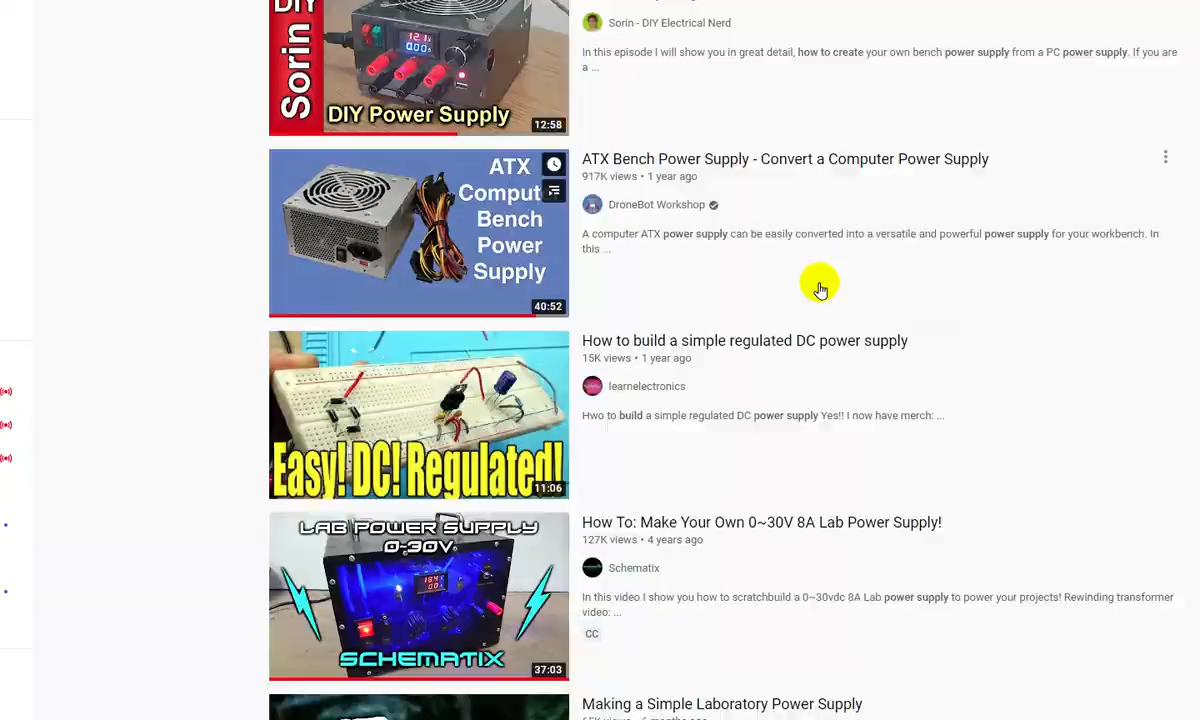 DIY
Sorin
121
0.00
DIY Power Supply
12:58
Sorin - DIY Electrical Nerd
In this episode I will show you in great detail, how to create your own bench power supply from a PC power supply. If you are
a ...
ATX
Comput
Bench
Power
Supply
40:52
ATX Bench Power Supply - Convert a Computer Power Supply
917K views • 1 year ago
DroneBot Workshop
A computer ATX power supply can be easily converted into a versatile and powerful power supply for your workbench. In
this ...
Easy! DC! Regulated!
11:06
How to build a simple regulated DC power supply
15K views • 1 year ago
learnelectronics
Hwo to build a simple regulated DC power supply Yes!! I now have merch: ...
LAB POWER SUPPLY
0~30V
SCHEMATIX
37:03
How To: Make Your Own 0~30V 8A Lab Power Supply!
127K views • 4 years ago
Schematix
In this video I show you how to scratchbuild a 0~30vdc 8A Lab power supply to power your projects! Rewinding transformer
video: ...
CC
Making a Simple Laboratory Power Supply